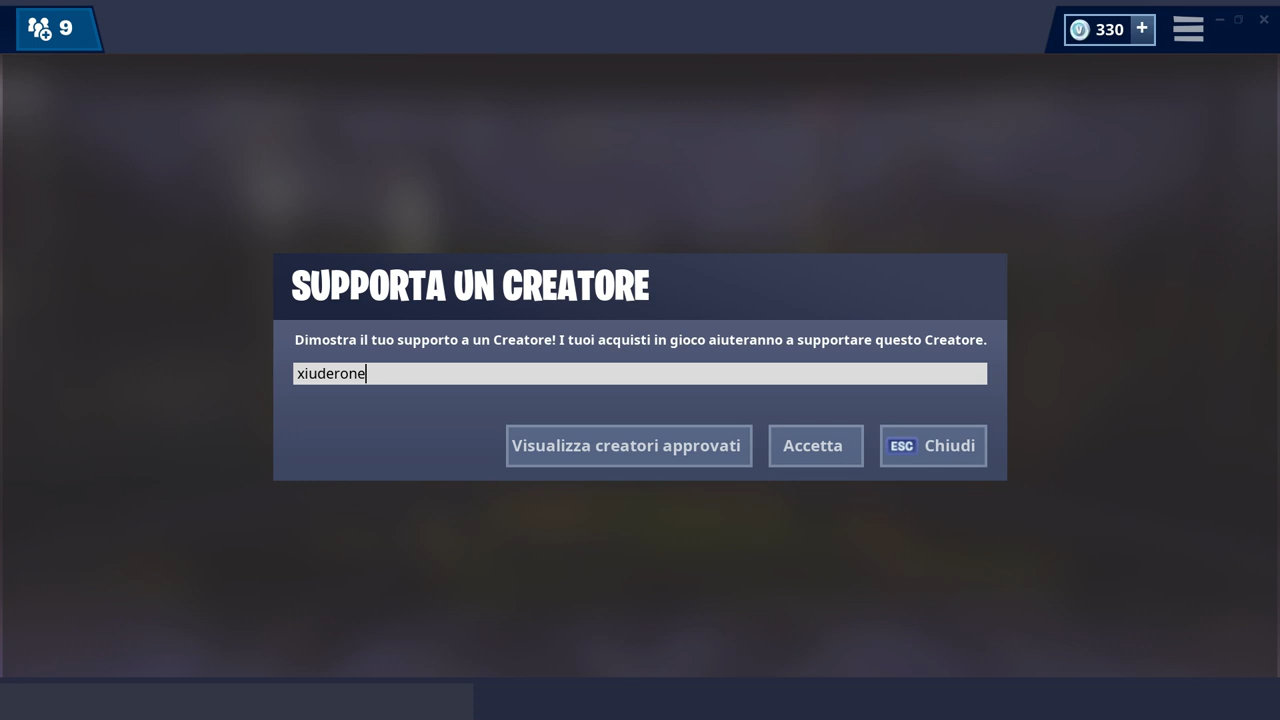 9
330 +
SUPPORTA UN CREATORE
Dimostra il tuo supporto a un Creatore! I tuoi acquisti in gioco aiuteranno a supportare questo Creatore.
xiuderone
Visualizza creatori approvati Accetta ESC Chiudi